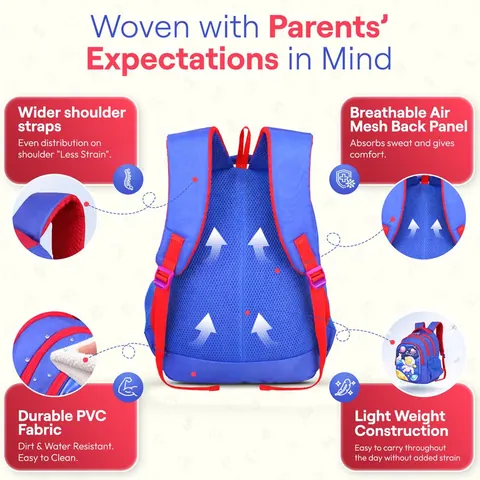 Woven with Parents’
Expectations in Mind
Wider shoulder
straps
Even distribution on
shoulder "Less Strain".
Breathable Air
Mesh Back Panel
Absorbs sweat and gives
comfort.
Durable PVC
Fabric
Dirt & Water Resistant.
Easy to Clean.
Light Weight
Construction
Easy to carry throughout
the day without added strain